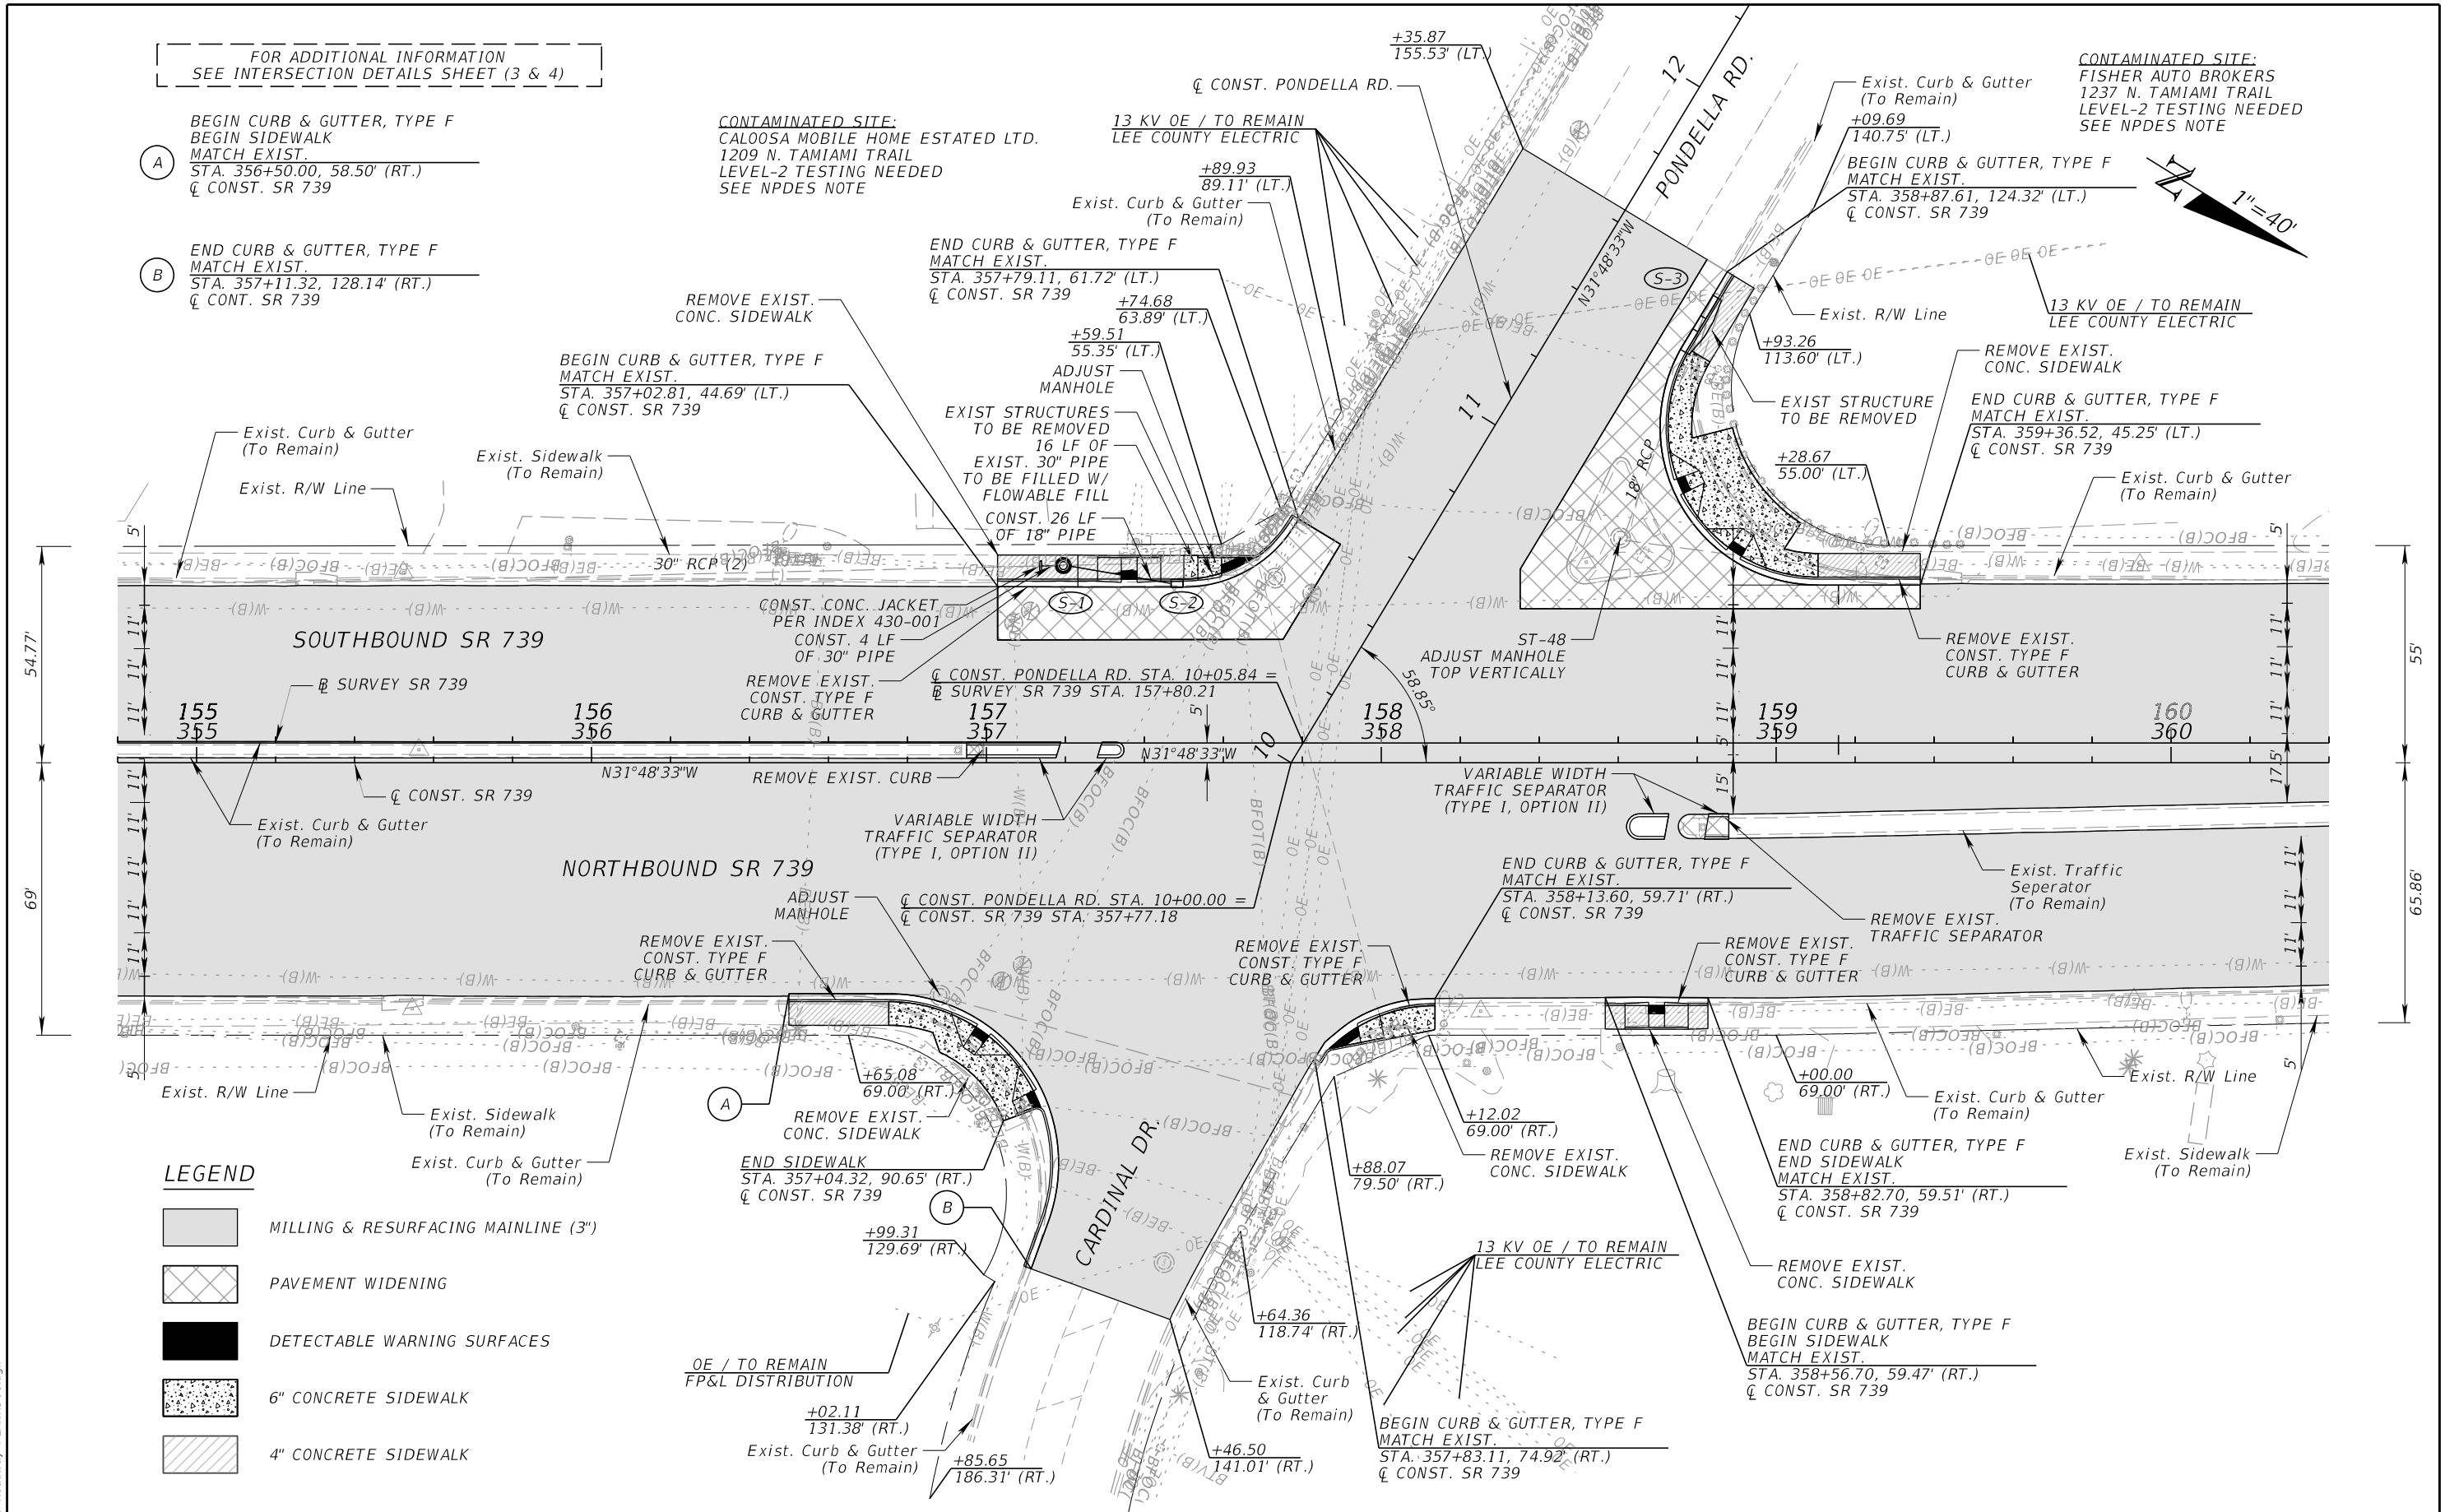 FOR ADDITIONAL INFORMATION
SEE INTERSECTION DETAILS SHEET (3 & 4)
A
BEGIN CURB & GUTTER, TYPE F
BEGIN SIDEWALK
MATCH EXIST.
STA. 356+50.00, 58.50' (RT.)
℄ CONST. SR 739
B
END CURB & GUTTER, TYPE F
MATCH EXIST.
STA. 357+11.32, 128.14' (RT.)
℄ CONT. SR 739
CONTAMINATED SITE:
CALOOSA MOBILE HOME ESTATED LTD.
1209 N. TAMIAMI TRAIL
LEVEL-2 TESTING NEEDED
SEE NPDES NOTE
+35.87
155.53' (LT.)
℄ CONST. PONDELLA RD.
13 KV OE / TO REMAIN
LEE COUNTY ELECTRIC
+89.93
89.11' (LT.)
Exist. Curb & Gutter
(To Remain)
END CURB & GUTTER, TYPE F
MATCH EXIST.
STA. 357+79.11, 61.72' (LT.)
℄ CONST. SR 739
+74.68
63.89' (LT.)
+59.51
55.35' (LT.)
ADJUST
MANHOLE
EXIST STRUCTURES
TO BE REMOVED
16 LF OF
EXIST. 30" PIPE
TO BE FILLED W/
FLOWABLE FILL
CONST. 26 LF
OF 18" PIPE
REMOVE EXIST.
CONC. SIDEWALK
BEGIN CURB & GUTTER, TYPE F
MATCH EXIST.
STA. 357+02.81, 44.69' (LT.)
℄ CONST. SR 739
Exist. Curb & Gutter
(To Remain)
Exist. Sidewalk
(To Remain)
Exist. R/W Line
12
PONDELLA RD.
N31°48'33"W
11
CONTAMINATED SITE:
FISHER AUTO BROKERS
1237 N. TAMIAMI TRAIL
LEVEL-2 TESTING NEEDED
SEE NPDES NOTE
Exist. Curb & Gutter
(To Remain)
+09.69
140.75' (LT.)
BEGIN CURB & GUTTER, TYPE F
MATCH EXIST.
STA. 358+87.61, 124.32' (LT.)
℄ CONST. SR 739
N
1"=40'
S-3
13 KV OE / TO REMAIN
LEE COUNTY ELECTRIC
Exist. R/W Line
+93.26
113.60' (LT.)
REMOVE EXIST.
CONC. SIDEWALK
EXIST STRUCTURE
TO BE REMOVED
END CURB & GUTTER, TYPE F
MATCH EXIST.
STA. 359+36.52, 45.25' (LT.)
℄ CONST. SR 739
+28.67
55.00' (LT.)
Exist. Curb & Gutter
(To Remain)
18" RCP
30" RCP (2)
S-1
S-2
CONST. CONC. JACKET
PER INDEX 430-001
CONST. 4 LF
OF 30" PIPE
REMOVE EXIST.
CONST. TYPE F
CURB & GUTTER
SOUTHBOUND SR 739
℄ SURVEY SR 739
℄ CONST. PONDELLA RD. STA. 10+05.84 =
℄ SURVEY SR 739 STA. 157+80.21
58.85°
ST-48
ADJUST MANHOLE
TOP VERTICALLY
REMOVE EXIST.
CONST. TYPE F
CURB & GUTTER
54.77'
69'
55'
65.86'
5'
11'
11'
11'
5'
11'
11'
11'
5'
15'
5'
11'
11'
11'
17.5'
155
355
156
356
157
357
158
358
159
359
160
360
10
N31°48'33"W
N31°48'33"W
REMOVE EXIST. CURB
℄ CONST. SR 739
Exist. Curb & Gutter
(To Remain)
VARIABLE WIDTH
TRAFFIC SEPARATOR
(TYPE I, OPTION II)
VARIABLE WIDTH
TRAFFIC SEPARATOR
(TYPE I, OPTION II)
Exist. Traffic
Seperator
(To Remain)
REMOVE EXIST.
TRAFFIC SEPARATOR
11'
11'
11'
11'
11'
5'
11'
11'
11'
5'
NORTHBOUND SR 739
ADJUST
MANHOLE
℄ CONST. PONDELLA RD. STA. 10+00.00 =
℄ CONST. SR 739 STA. 357+77.18
END CURB & GUTTER, TYPE F
MATCH EXIST.
STA. 358+13.60, 59.71' (RT.)
℄ CONST. SR 739
REMOVE EXIST.
CONST. TYPE F
CURB & GUTTER
REMOVE EXIST.
CONST. TYPE F
CURB & GUTTER
REMOVE EXIST.
CONST. TYPE F
CURB & GUTTER
Exist. R/W Line
Exist. Sidewalk
(To Remain)
Exist. Curb & Gutter
(To Remain)
A
+65.08
69.00' (RT.)
REMOVE EXIST.
CONC. SIDEWALK
END SIDEWALK
STA. 357+04.32, 90.65' (RT.)
℄ CONST. SR 739
B
+99.31
129.69' (RT.)
CARDINAL DR.
OE / TO REMAIN
FP&L DISTRIBUTION
+02.11
131.38' (RT.)
Exist. Curb & Gutter
(To Remain)
+85.65
186.31' (RT.)
+12.02
69.00' (RT.)
REMOVE EXIST.
CONC. SIDEWALK
+88.07
79.50' (RT.)
13 KV OE / TO REMAIN
LEE COUNTY ELECTRIC
+64.36
118.74' (RT.)
Exist. Curb
& Gutter
(To Remain)
+46.50
141.01' (RT.)
BEGIN CURB & GUTTER, TYPE F
MATCH EXIST.
STA. 357+83.11, 74.92' (RT.)
℄ CONST. SR 739
+00.00
69.00' (RT.)
Exist. R/W Line
Exist. Curb & Gutter
(To Remain)
END CURB & GUTTER, TYPE F
END SIDEWALK
MATCH EXIST.
STA. 358+82.70, 59.51' (RT.)
℄ CONST. SR 739
Exist. Sidewalk
(To Remain)
REMOVE EXIST.
CONC. SIDEWALK
BEGIN CURB & GUTTER, TYPE F
BEGIN SIDEWALK
MATCH EXIST.
STA. 358+56.70, 59.47' (RT.)
℄ CONST. SR 739
LEGEND
MILLING & RESURFACING MAINLINE (3")
PAVEMENT WIDENING
DETECTABLE WARNING SURFACES
6" CONCRETE SIDEWALK
4" CONCRETE SIDEWALK